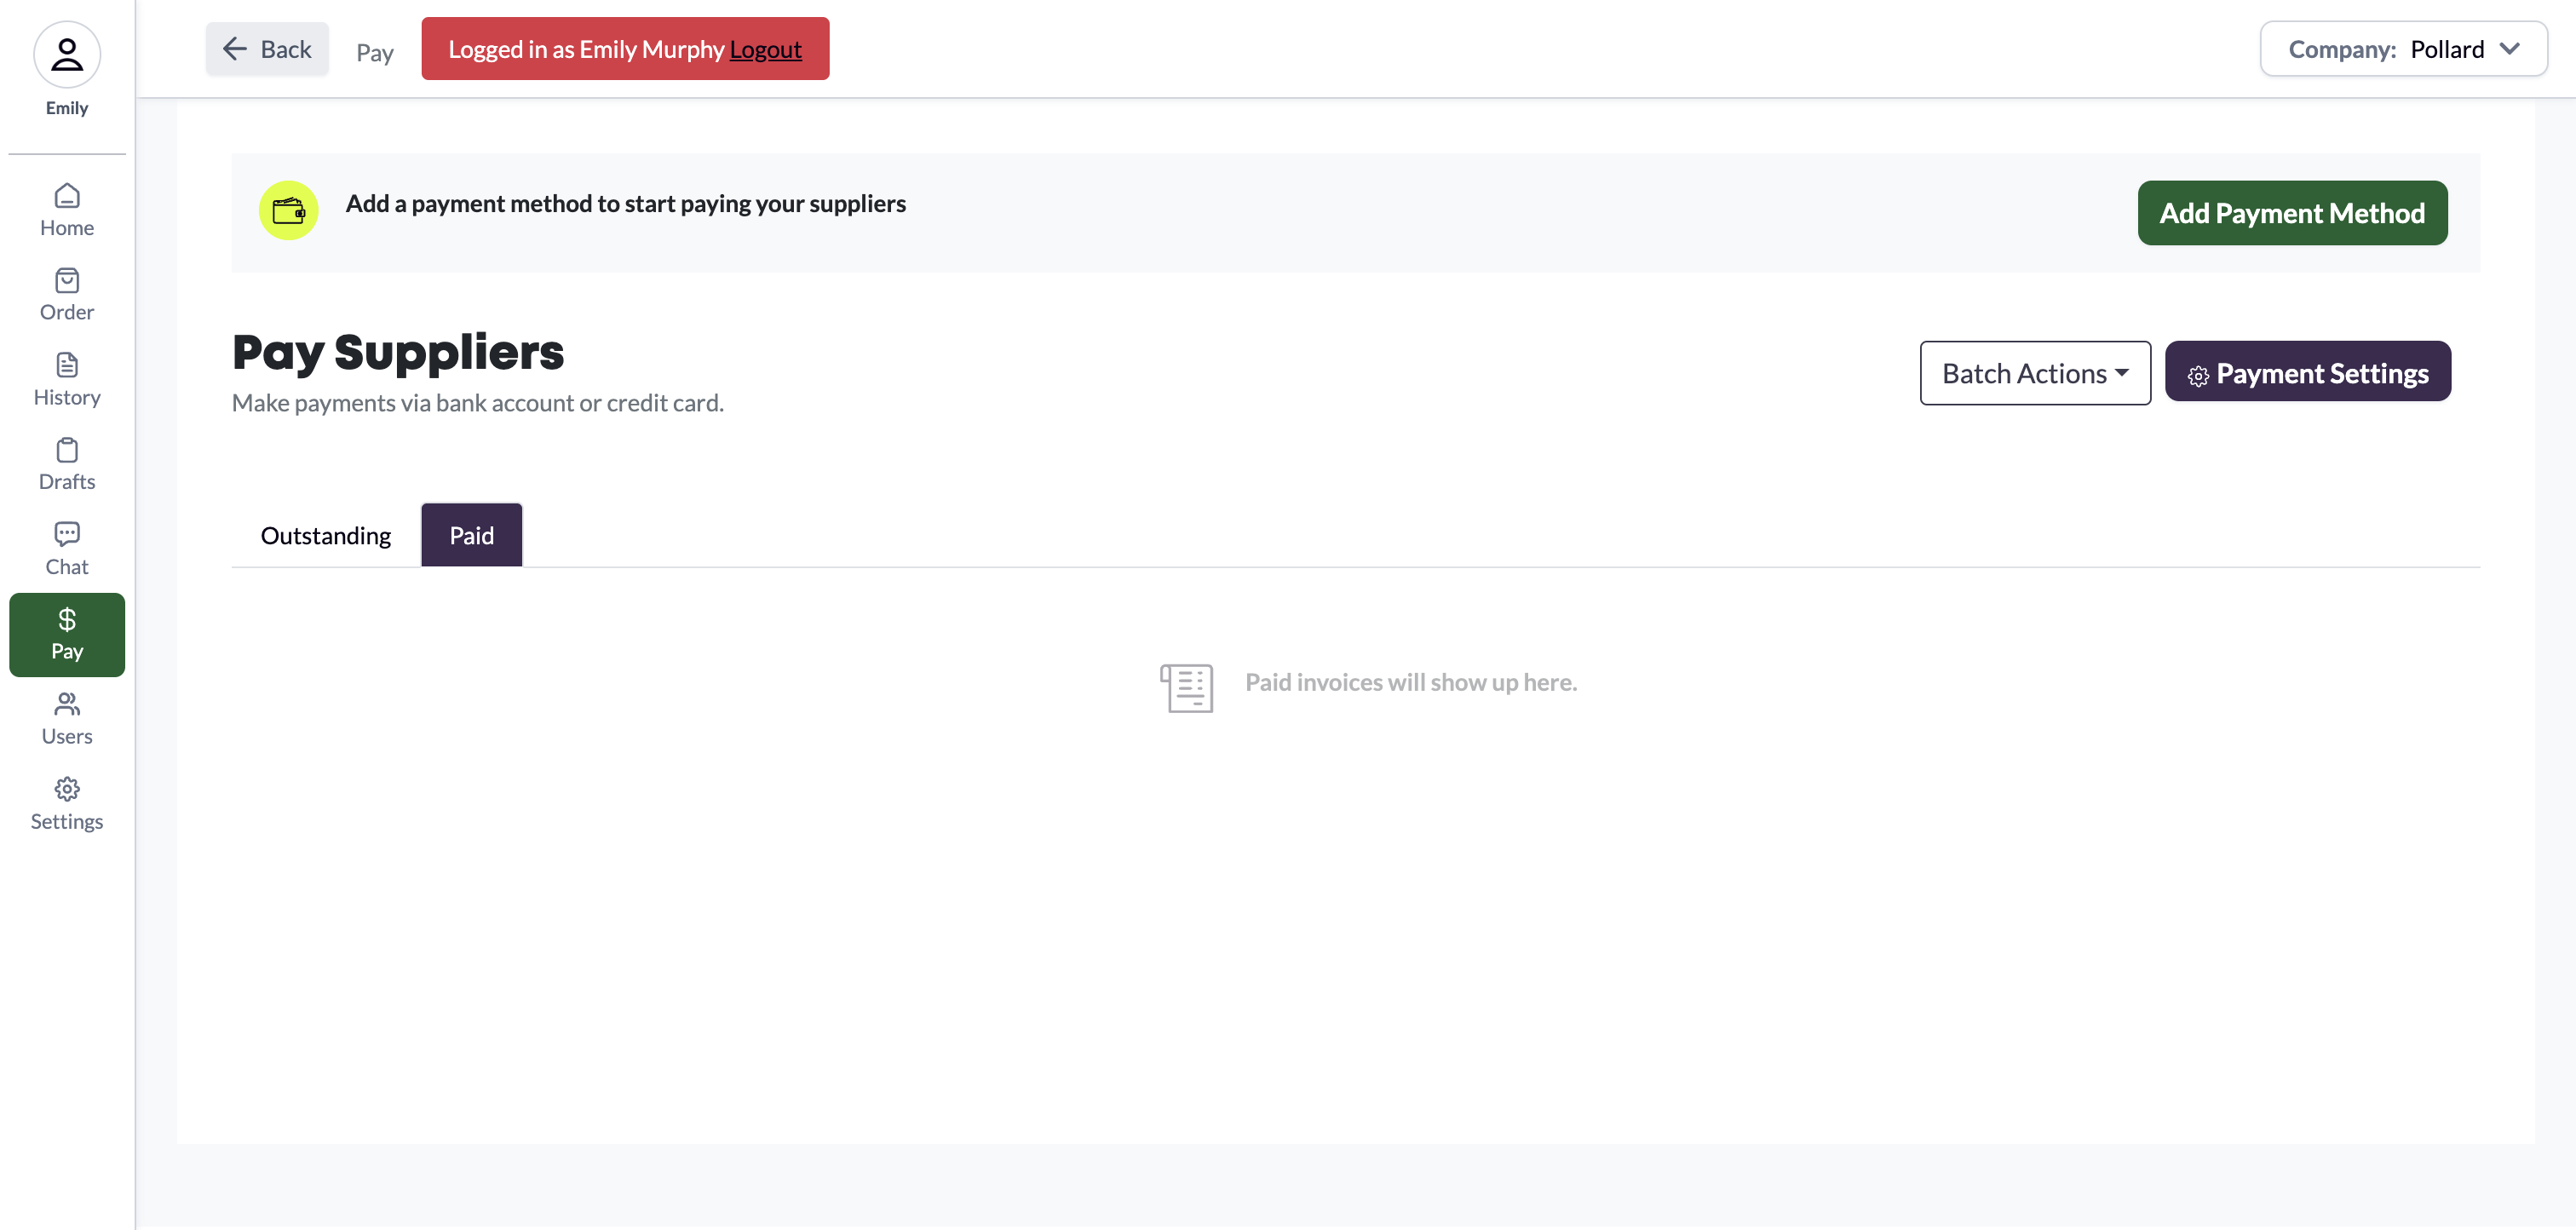 Emily
Home
Order
History
Drafts
Chat
Pay
Users
Settings
Back
Pay
Logged in as Emily Murphy Logout
Company: Pollard
Add a payment method to start paying your suppliers
Add Payment Method
Pay Suppliers
Make payments via bank account or credit card.
Batch Actions
Payment Settings
Outstanding
Paid
Paid invoices will show up here.